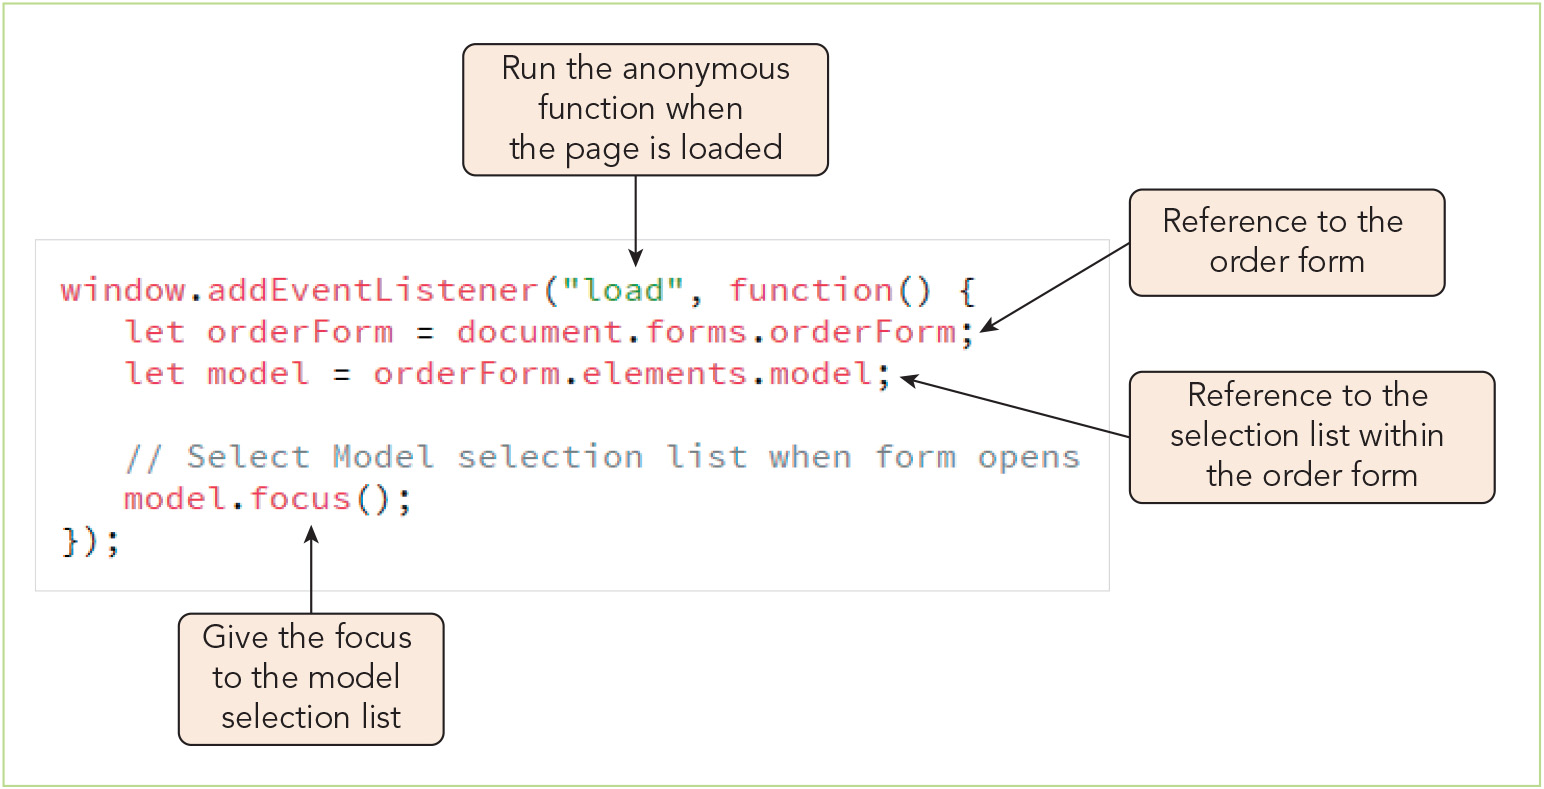 Run the anonymous
function when
the page is loaded
Reference to the
order form
window.addEventListener("load", function() {
let orderForm = document.forms.orderForm;
let model = orderForm.elements.model;
Reference to the
selection list within
the order form
// Select Model selection list when form opens
model.focus();
});
Give the focus
to the model
selection list